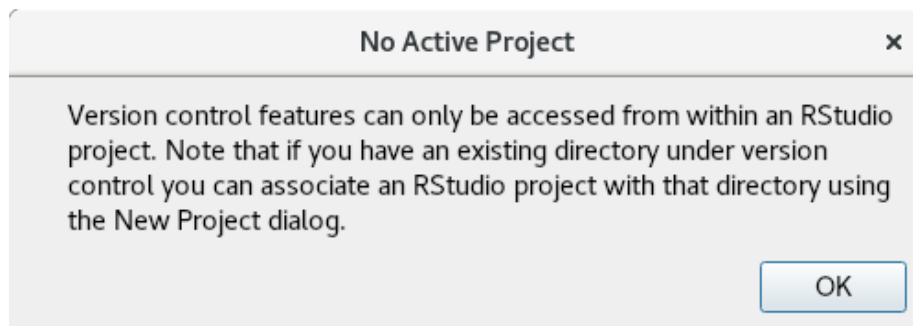 No Active Project
Version control features can only be accessed from within an RStudio
project. Note that if you have an existing directory under version
control you can associate an RStudio project with that directory using
the New Project dialog.
OK